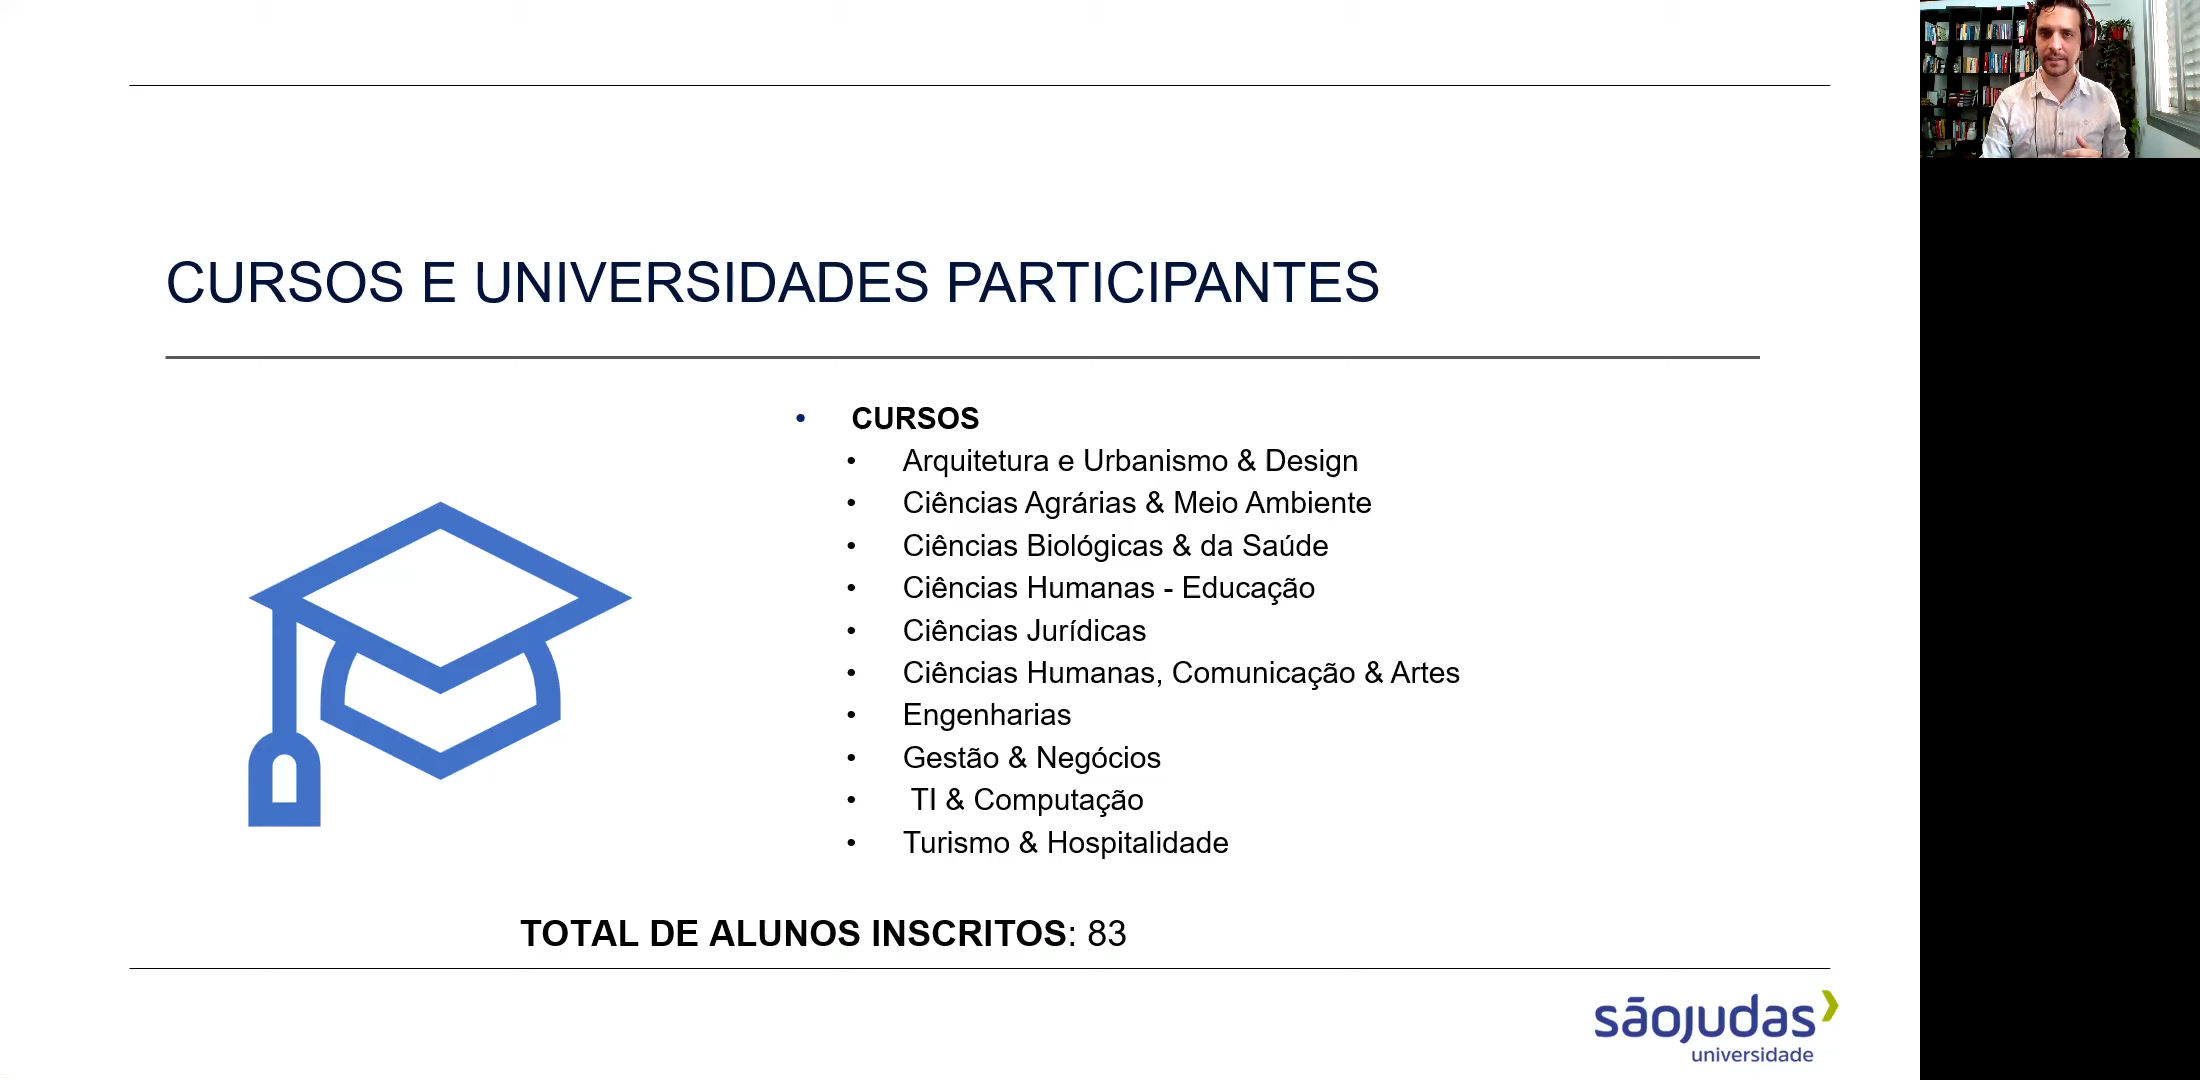 CURSOS E UNIVERSIDADES PARTICIPANTES
• CURSOS
• Arquitetura e Urbanismo & Design
• Ciências Agrárias & Meio Ambiente
• Ciências Biológicas & da Saúde
• Ciências Humanas - Educação
• Ciências Jurídicas
• Ciências Humanas, Comunicação & Artes
• Engenharias
• Gestão & Negócios
• TI & Computação
• Turismo & Hospitalidade
TOTAL DE ALUNOS INSCRITOS: 83
sãojudas
universidade